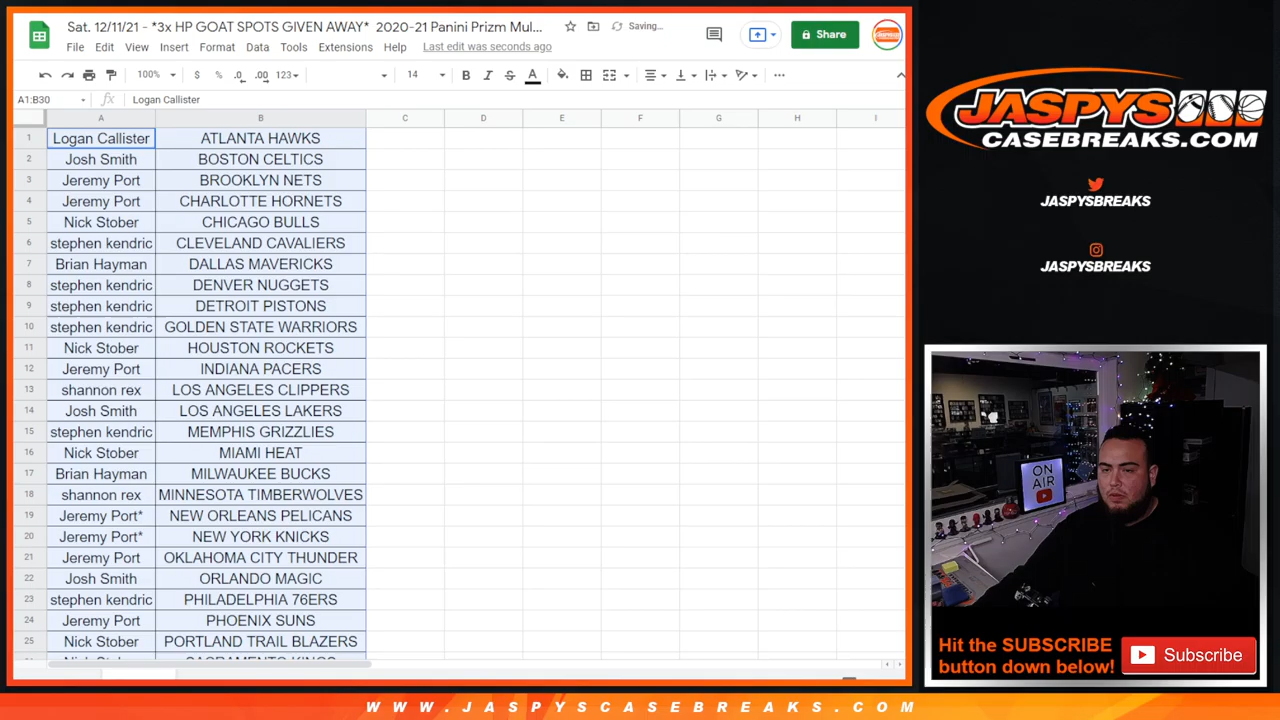 Sat. 12/11/21 - *3x HP GOAT SPOTS GIVEN AWAY* 2020-21 Panini Prizm Mul...
Saving...
File Edit View Insert Format Data Tools Extensions Help Last edit was seconds ago
Share
100% $ % .0 .00 123 14 B I S A
A1:B30 fx Logan Callister
A B C D E F G H I
1 Logan Callister ATLANTA HAWKS
2 Josh Smith BOSTON CELTICS
3 Jeremy Port BROOKLYN NETS
4 Jeremy Port CHARLOTTE HORNETS
5 Nick Stober CHICAGO BULLS
6 stephen kendric CLEVELAND CAVALIERS
7 Brian Hayman DALLAS MAVERICKS
8 stephen kendric DENVER NUGGETS
9 stephen kendric DETROIT PISTONS
10 stephen kendric GOLDEN STATE WARRIORS
11 Nick Stober HOUSTON ROCKETS
12 Jeremy Port INDIANA PACERS
13 shannon rex LOS ANGELES CLIPPERS
14 Josh Smith LOS ANGELES LAKERS
15 stephen kendric MEMPHIS GRIZZLIES
16 Nick Stober MIAMI HEAT
17 Brian Hayman MILWAUKEE BUCKS
18 shannon rex MINNESOTA TIMBERWOLVES
19 Jeremy Port* NEW ORLEANS PELICANS
20 Jeremy Port* NEW YORK KNICKS
21 Jeremy Port OKLAHOMA CITY THUNDER
22 Josh Smith ORLANDO MAGIC
23 stephen kendric PHILADELPHIA 76ERS
24 Jeremy Port PHOENIX SUNS
25 Nick Stober PORTLAND TRAIL BLAZERS
JASPYS
CASEBREAKS.COM
JASPYSBREAKS
JASPYSBREAKS
ON
AIR
Hit the SUBSCRIBE
button down below!
Subscribe
WWW.JASPYSCASEBREAKS.COM